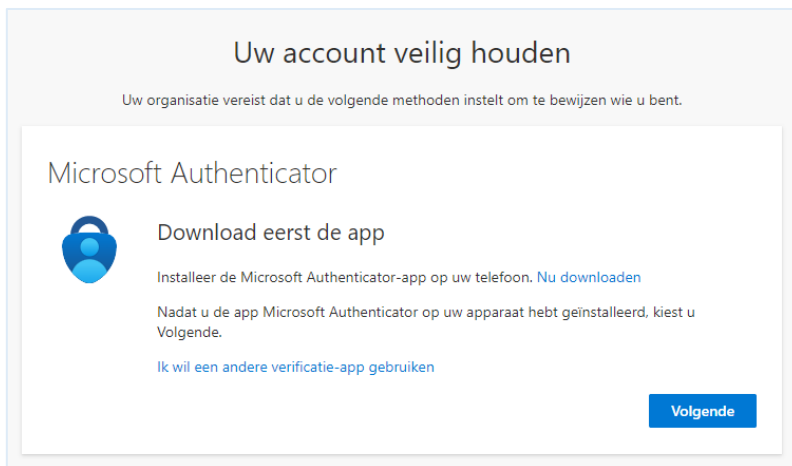 Uw account veilig houden
Uw organisatie vereist dat u de volgende methoden instelt om te bewijzen wie u bent.
Microsoft Authenticator
Download eerst de app
Installeer de Microsoft Authenticator-app op uw telefoon. Nu downloaden
Nadat u de app Microsoft Authenticator op uw apparaat hebt geïnstalleerd, kiest u
Volgende.
Ik wil een andere verificatie-app gebruiken
Volgende